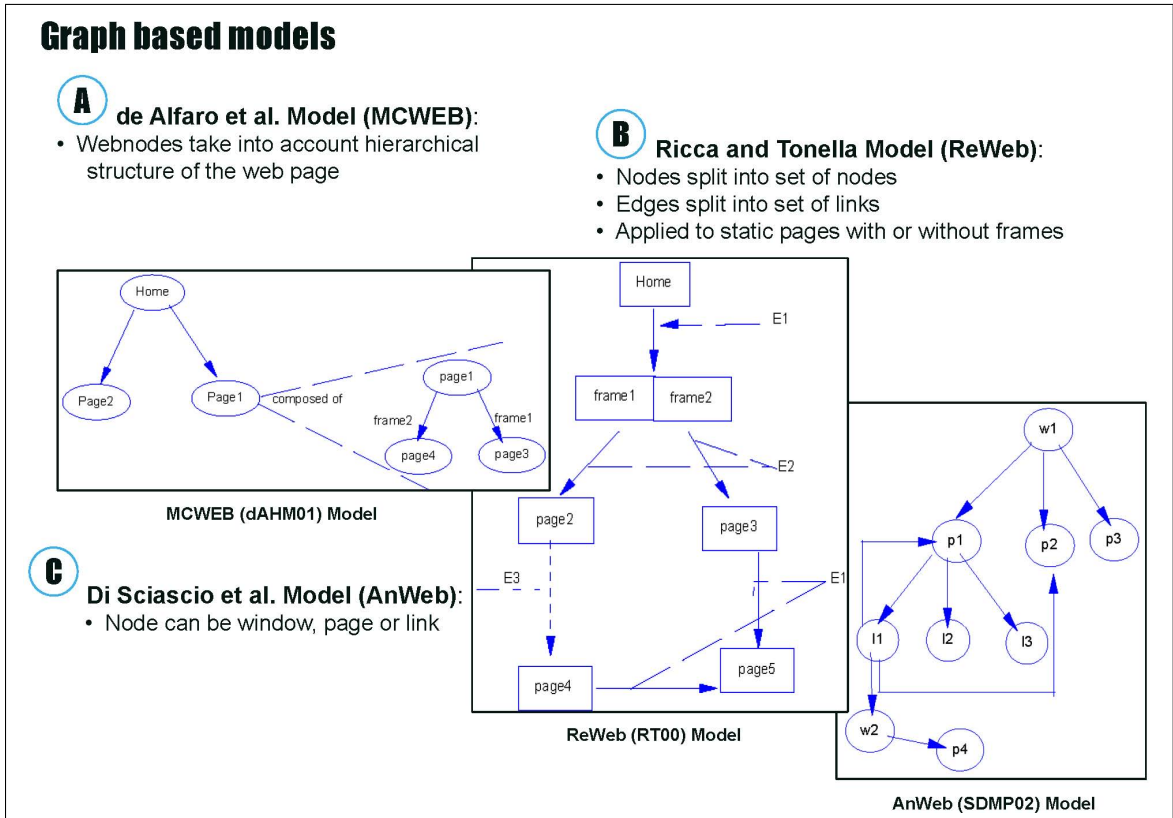 Graph based models
A
de Alfaro et al. Model (MCWEB):
• Webnodes take into account hierarchical
structure of the web page
B
Ricca and Tonella Model (ReWeb):
• Nodes split into set of nodes
• Edges split into set of links
• Applied to static pages with or without frames
Home
Page2
Page1
composed of
page1
frame2
frame1
page4
page3
MCWEB (dAHM01) Model
Home
E1
frame1
frame2
E2
page2
page3
E3
E1
page4
page5
ReWeb (RT00) Model
C
Di Sciascio et al. Model (AnWeb):
• Node can be window, page or link
w1
p1
p2
p3
l1
l2
l3
w2
p4
AnWeb (SDMP02) Model